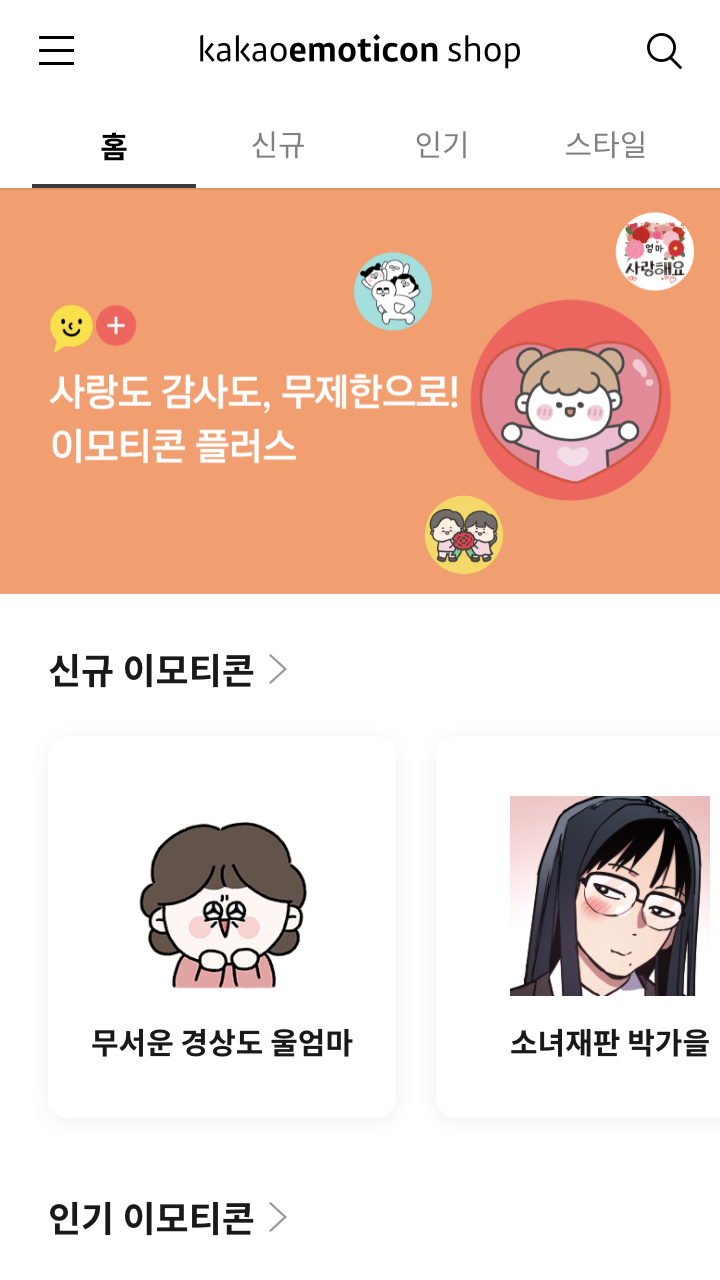 kakaoemoticon shop
홈 신규 인기 스타일
엄마
사랑해요
사랑도 감사도, 무제한으로!
이모티콘 플러스
신규 이모티콘
무서운 경상도 울엄마
소녀재판 박가을
인기 이모티콘